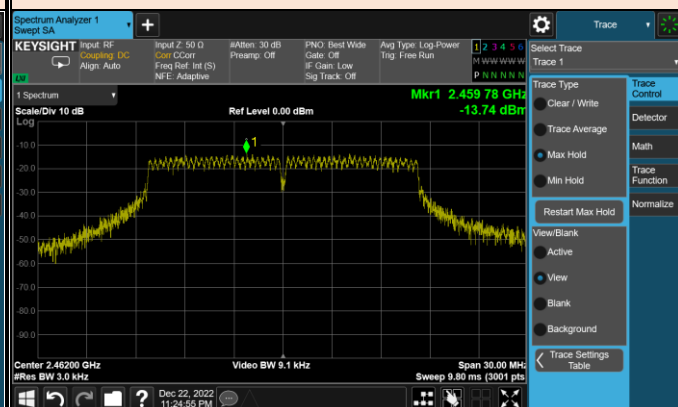 Spectrum Analyzer 1
Swept SA
Trace
KEYSIGHT
Input: RF
Coupling: DC
Align: Auto
Input Z: 50 Ω
Corr CCorr
Freq Ref: Int (S)
NFE: Adaptive
#Atten: 30 dB
Preamp: Off
PNO: Best Wide
Gate: Off
IF Gain: Low
Sig Track: Off
Avg Type: Log-Power
Trig: Free Run
1 2 3 4 5 6
M W W W W W
P N N N N N
LXI
Select Trace
Trace 1
1 Spectrum
Scale/Div 10 dB
Ref Level 0.00 dBm
Mkr1 2.459 78 GHz
-13.74 dBm
Log
1
-10.0
-20.0
-30.0
-40.0
-50.0
-60.0
-70.0
-80.0
-90.0
Center 2.46200 GHz
#Res BW 3.0 kHz
Video BW 9.1 kHz
Span 30.00 MHz
Sweep 9.80 ms (3001 pts
Trace Type
Clear / Write
Trace Average
Max Hold
Min Hold
Restart Max Hold
View/Blank
Active
View
Blank
Background
Trace Settings
Table
Trace
Control
Detector
Math
Trace
Function
Normalize
?
Dec 22, 2022
11:24:55 PM